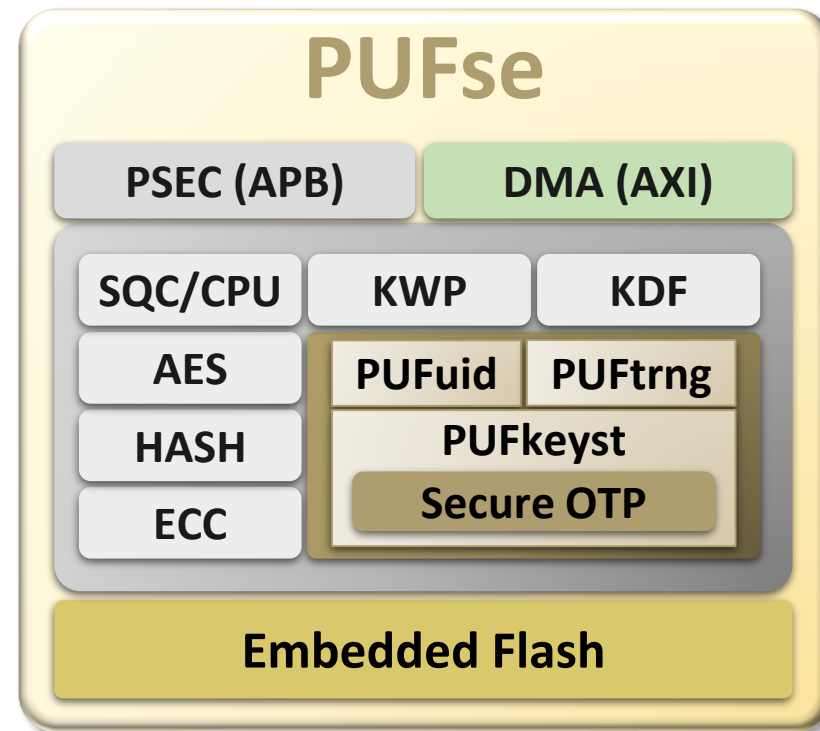 PUFse
PSEC (APB)
DMA (AXI)
SQC/CPU
KWP
KDF
AES
PUFuid
PUFtrng
HASH
PUFkeyst
Secure OTP
ECC
Embedded Flash